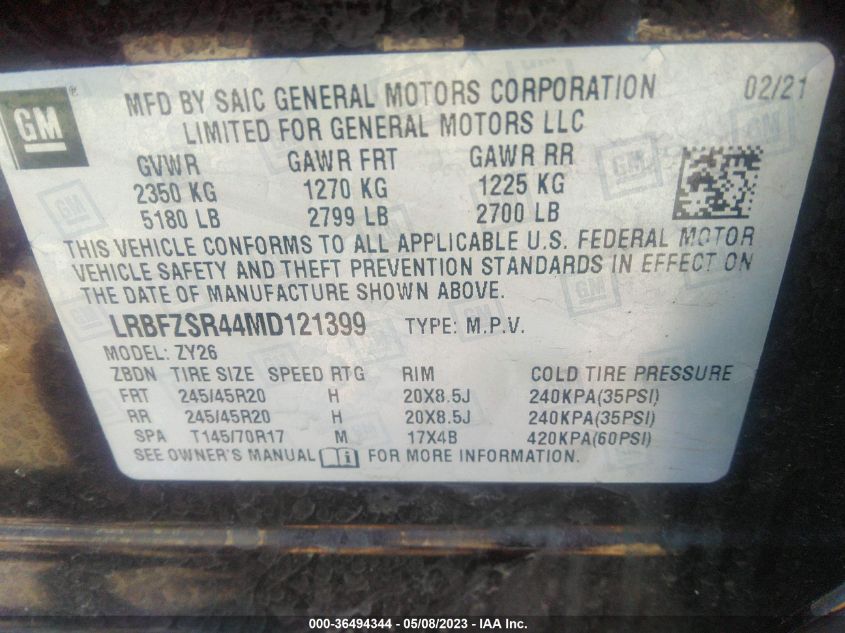 GM ®
MFD BY SAIC GENERAL MOTORS CORPORATION 02/21
LIMITED FOR GENERAL MOTORS LLC
GVWR GAWR FRT GAWR RR
2350 KG 1270 KG 1225 KG
5180 LB 2799 LB 2700 LB
THIS VEHICLE CONFORMS TO ALL APPLICABLE U.S. FEDERAL MOTOR
VEHICLE SAFETY AND THEFT PREVENTION STANDARDS IN EFFECT ON
THE DATE OF MANUFACTURE SHOWN ABOVE.
LRBFZSR44MD121399 TYPE: M.P.V.
MODEL: ZY26
ZBDN TIRE SIZE SPEED RTG RIM COLD TIRE PRESSURE
FRT 245/45R20 H 20X8.5J 240KPA(35PSI)
RR 245/45R20 H 20X8.5J 240KPA(35PSI)
SPA T145/70R17 M 17X4B 420KPA(60PSI)
SEE OWNER'S MANUAL FOR MORE INFORMATION.
000-36494344 — 05/08/2023 — IAA Inc.